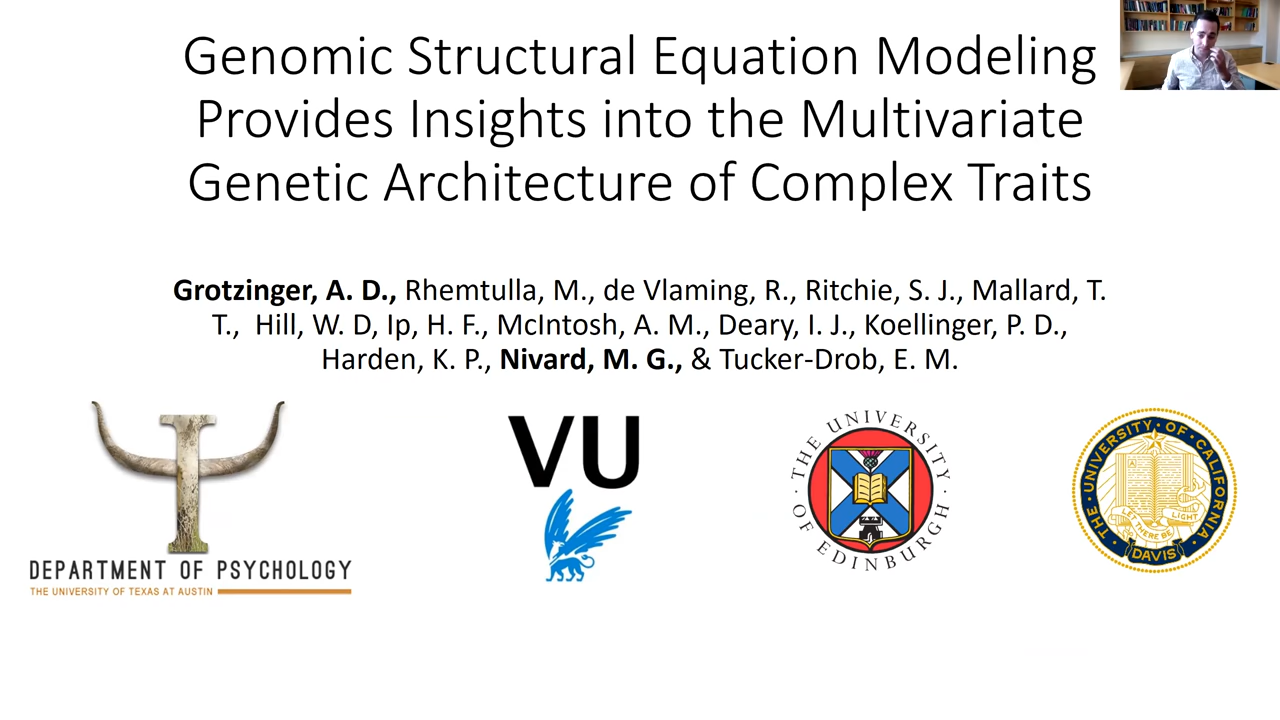 Genomic Structural Equation Modeling
Provides Insights into the Multivariate
Genetic Architecture of Complex Traits
Grotzinger, A. D., Rhemtulla, M., de Vlaming, R., Ritchie, S. J., Mallard, T.
T., Hill, W. D, Ip, H. F., McIntosh, A. M., Deary, I. J., Koellinger, P. D.,
Harden, K. P., Nivard, M. G., & Tucker-Drob, E. M.
DEPARTMENT OF PSYCHOLOGY
THE UNIVERSITY OF TEXAS AT AUSTIN
VU
THE UNIVERSITY
OF EDINBURGH
THE UNIVERSITY OF CALIFORNIA
LET THERE BE LIGHT
DAVIS